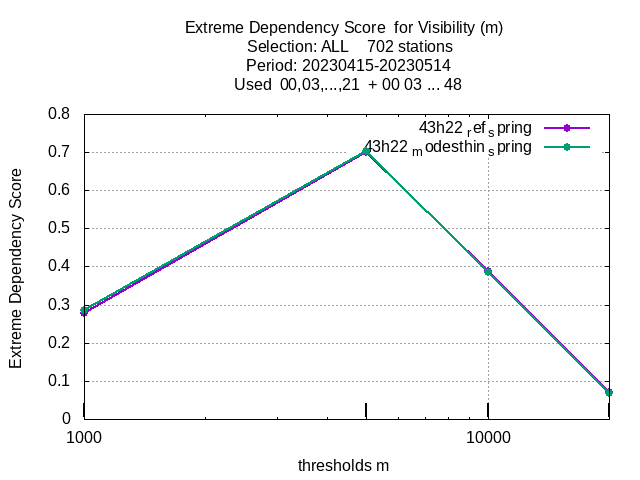 Extreme Dependency Score  for Visibility (m)
Selection: ALL    702 stations
Period: 20230415-20230514
Used  00,03,...,21  + 00 03 ... 48
43h22 ref spring
43h22 modesthin spring
Extreme Dependency Score
0.8
0.7
0.6
0.5
0.4
0.3
0.2
0.1
0
1000
10000
thresholds m